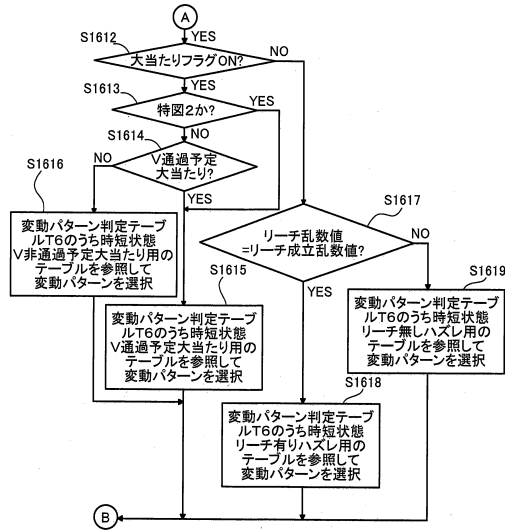 A
S1612
YES
大当たりフラグON?
NO
S1613
YES
特図2か?
YES
S1614
NO
V通過予定
大当たり?
NO
YES
S1616
変動パターン判定テーブ
ルT6のうち時短状態
V非通過予定大当たり用の
テーブルを参照して
変動パターンを選択
S1615
変動パターン判定テーブ
ルT6のうち時短状態
V通過予定大当たり用の
テーブルを参照して
変動パターンを選択
S1617
リーチ乱数値
=リーチ成立乱数値?
NO
YES
S1619
変動パターン判定テーブ
ルT6のうち時短状態
リーチ無しハズレ用の
テーブルを参照して
変動パターンを選択
S1618
変動パターン判定テーブ
ルT6のうち時短状態
リーチ有りハズレ用の
テーブルを参照して
変動パターンを選択
B